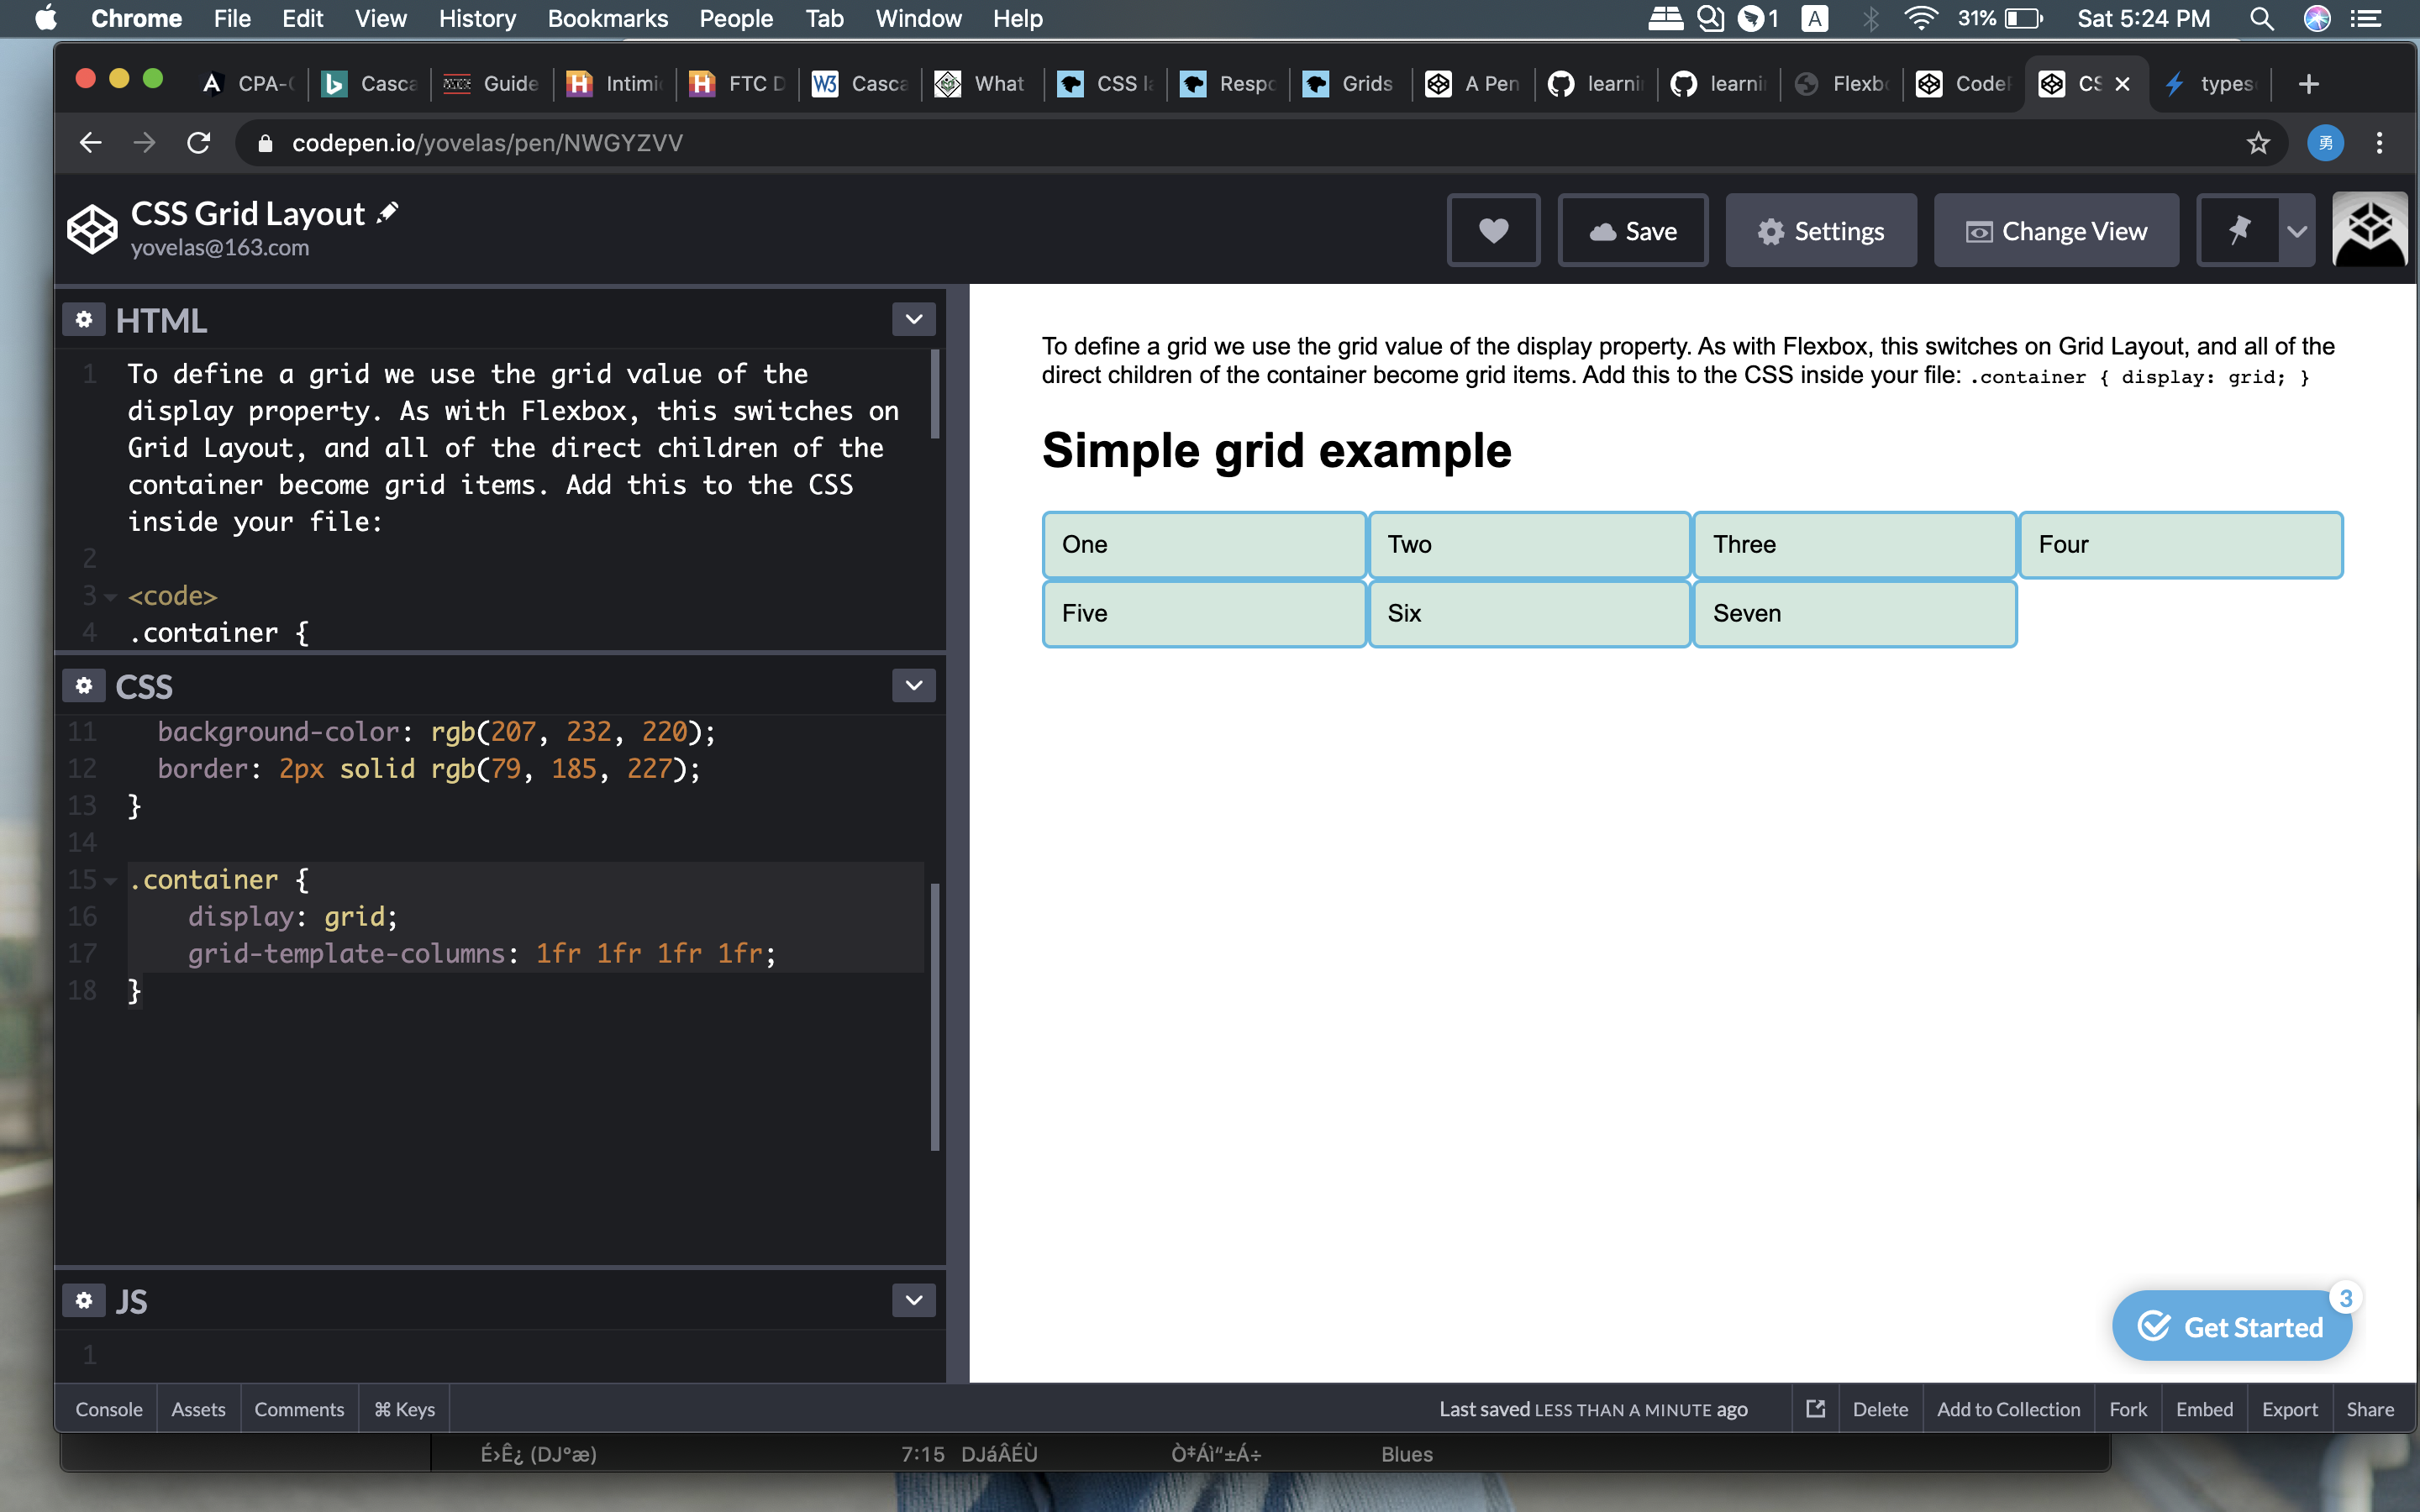 Chrome File Edit View History Bookmarks People Tab Window Help 1 A 31% Sat 5:24 PM
CPA- Casca Guide Intimi FTC D W3 Casca What CSS la Respo Grids A Pen learni learni Flexbo CodeP CS types
codepen.io/yovelas/pen/NWGYZVV 勇
CSS Grid Layout
yovelas@163.com
Save Settings Change View
HTML
1 To define a grid we use the grid value of the
display property. As with Flexbox, this switches on
Grid Layout, and all of the direct children of the
container become grid items. Add this to the CSS
inside your file:
2
3 <code>
4 .container {
CSS
11 background-color: rgb(207, 232, 220);
12 border: 2px solid rgb(79, 185, 227);
13 }
14
15 .container {
16 display: grid;
17 grid-template-columns: 1fr 1fr 1fr 1fr;
18 }
JS
1
To define a grid we use the grid value of the display property. As with Flexbox, this switches on Grid Layout, and all of the
direct children of the container become grid items. Add this to the CSS inside your file: .container { display: grid; }
Simple grid example
One Two Three Four
Five Six Seven
3
Get Started
Console Assets Comments ⌘ Keys Last saved LESS THAN A MINUTE ago Delete Add to Collection Fork Embed Export Share
É›Ê¿ (DJ°æ) 7:15 DJáÂÉÙ Ò‡Áì“±Á÷ Blues